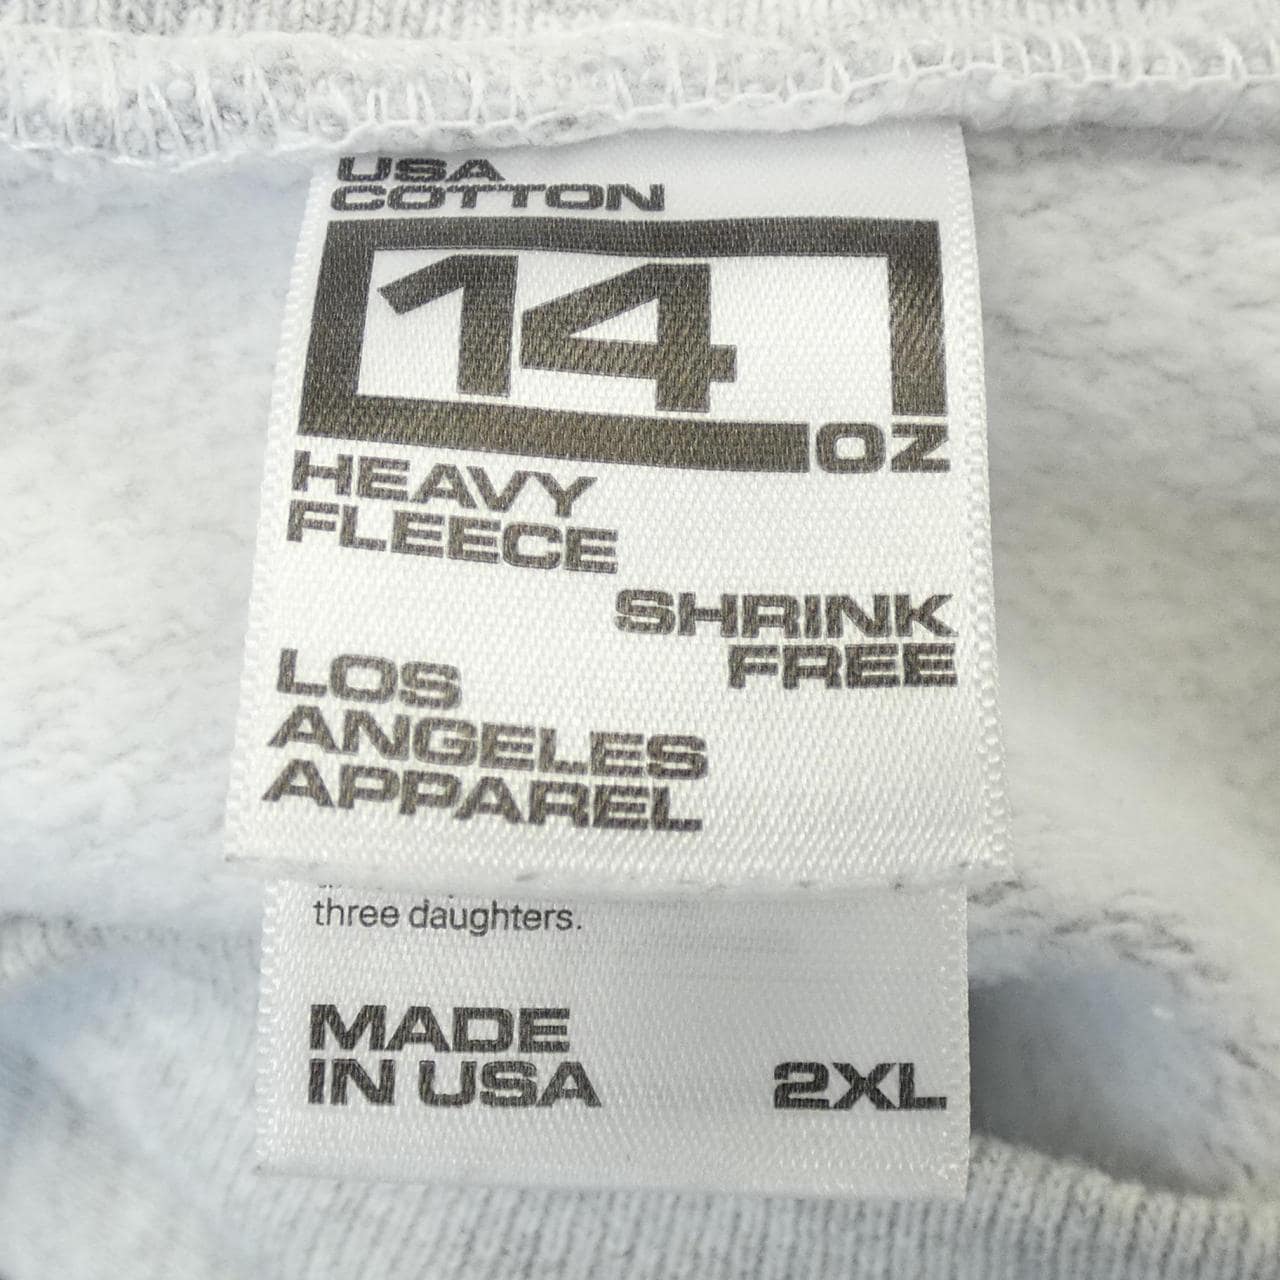 USA
COTTON
14
OZ
HEAVY
FLEECE
SHRINK
FREE
LOS
ANGELES
APPAREL
three daughters.
MADE
IN USA
2XL